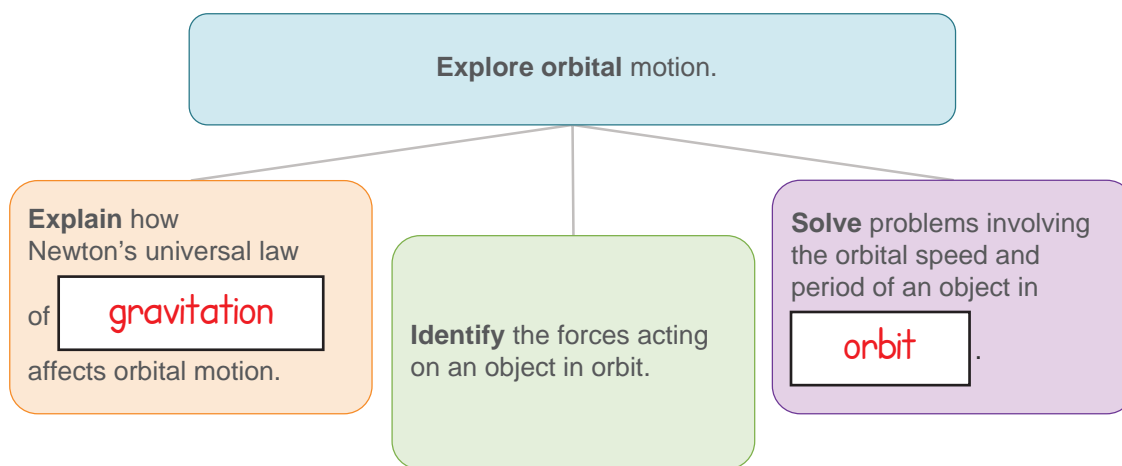 Explore orbital motion.
Explain how
Newton's universal law
of gravitation
affects orbital motion.
Identify the forces acting
on an object in orbit.
Solve problems involving
the orbital speed and
period of an object in
orbit .